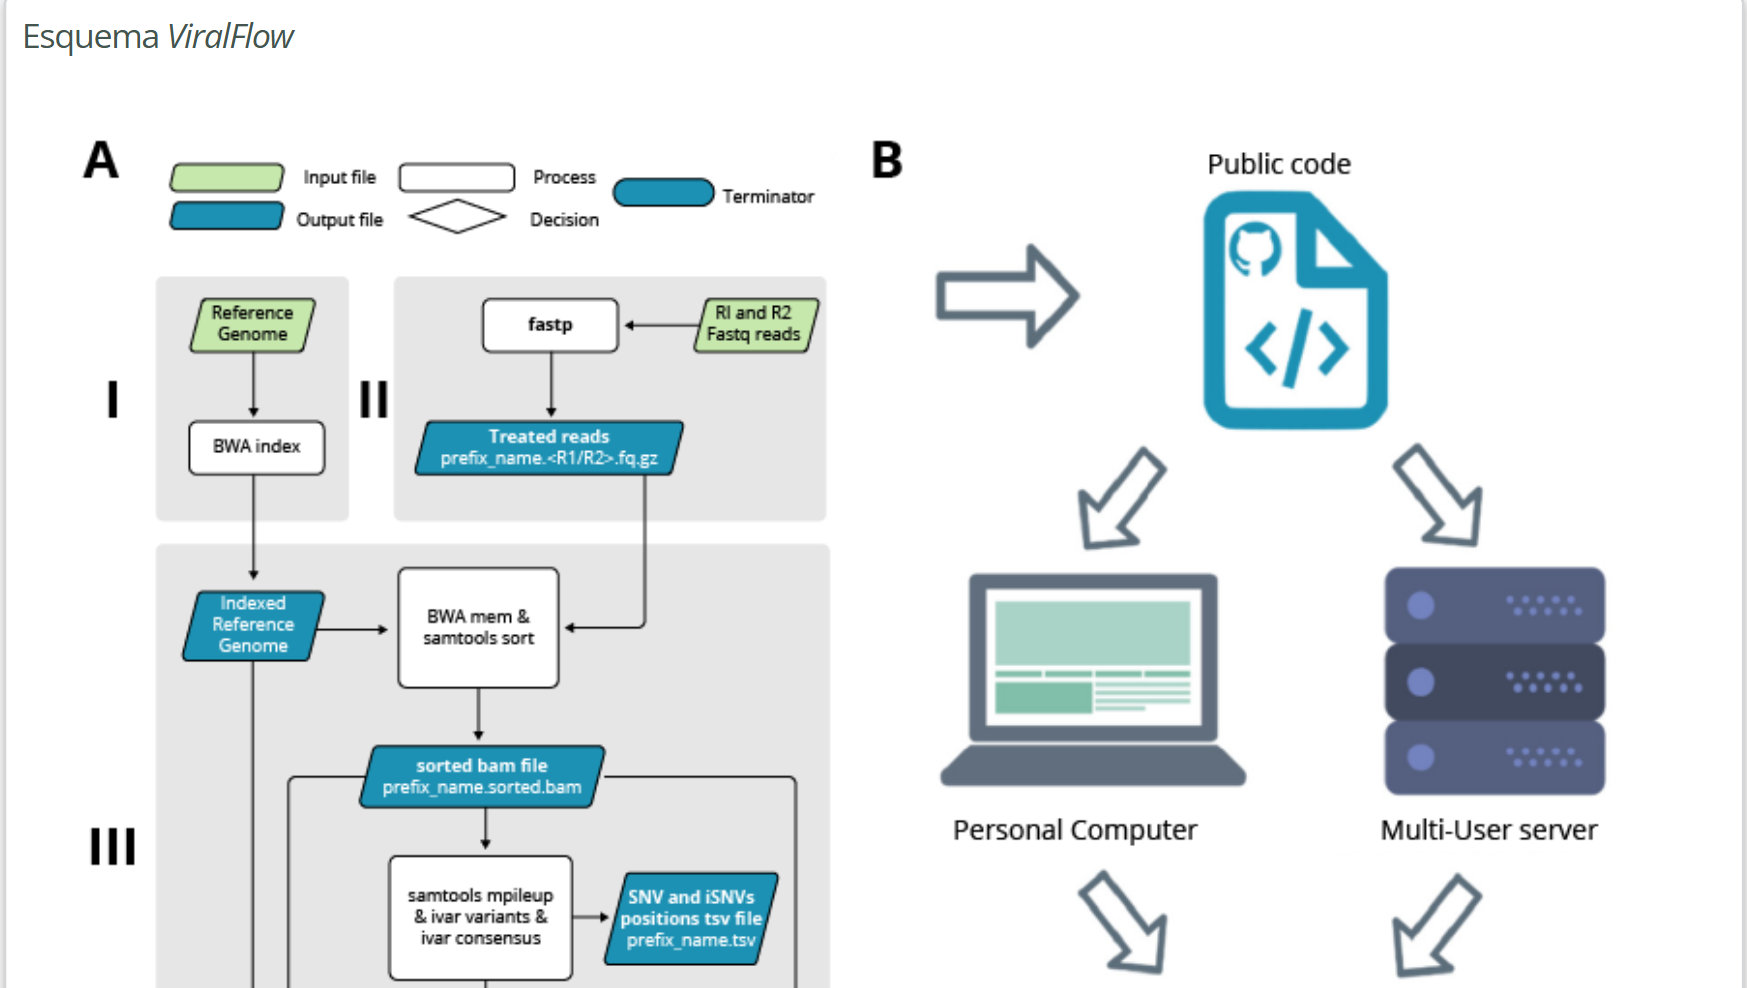 Esquema ViralFlow
A
Input file
Process
Terminator
Output file
Decision
I
Reference
Genome
BWA index
II
fastp
RI and R2
Fastq reads
Treated reads
prefix_name.<R1/R2>.fq.gz
III
Indexed
Reference
Genome
BWA mem &
samtools sort
sorted bam file
prefix_name.sorted.bam
samtools mpileup
& ivar variants &
ivar consensus
SNV and iSNVs
positions tsv file
prefix_name.tsv
B
Public code
</>
Personal Computer
Multi-User server